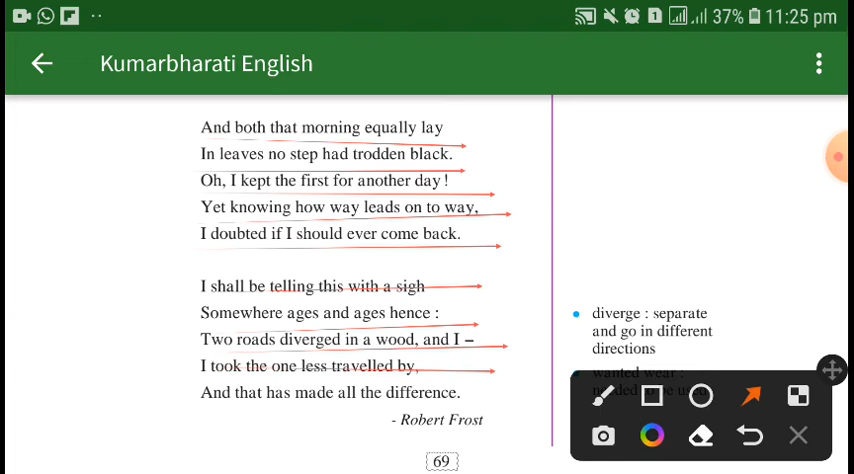 37% 11:25 pm
Kumarbharati English
And both that morning equally lay
In leaves no step had trodden black.
Oh, I kept the first for another day !
Yet knowing how way leads on to way,
I doubted if I should ever come back.
I shall be telling this with a sigh
Somewhere ages and ages hence :
Two roads diverged in a wood, and I –
I took the one less travelled by,
And that has made all the difference.
- Robert Frost
69
• diverge : separate
and go in different
directions
• wanted wear :
needed to be used